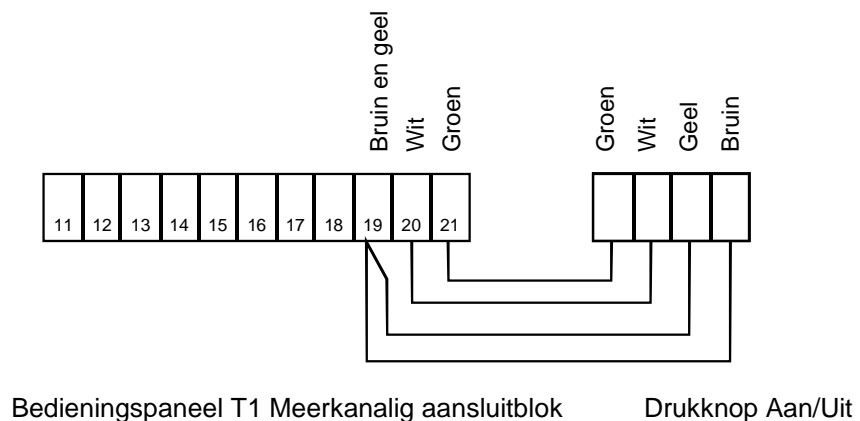 Bruin en geel
Wit
Groen
Groen
Wit
Geel
Bruin
11 12 13 14 15 16 17 18 19 20 21
Bedieningspaneel T1 Meerkanalig aansluitblok
Drukknop Aan/Uit